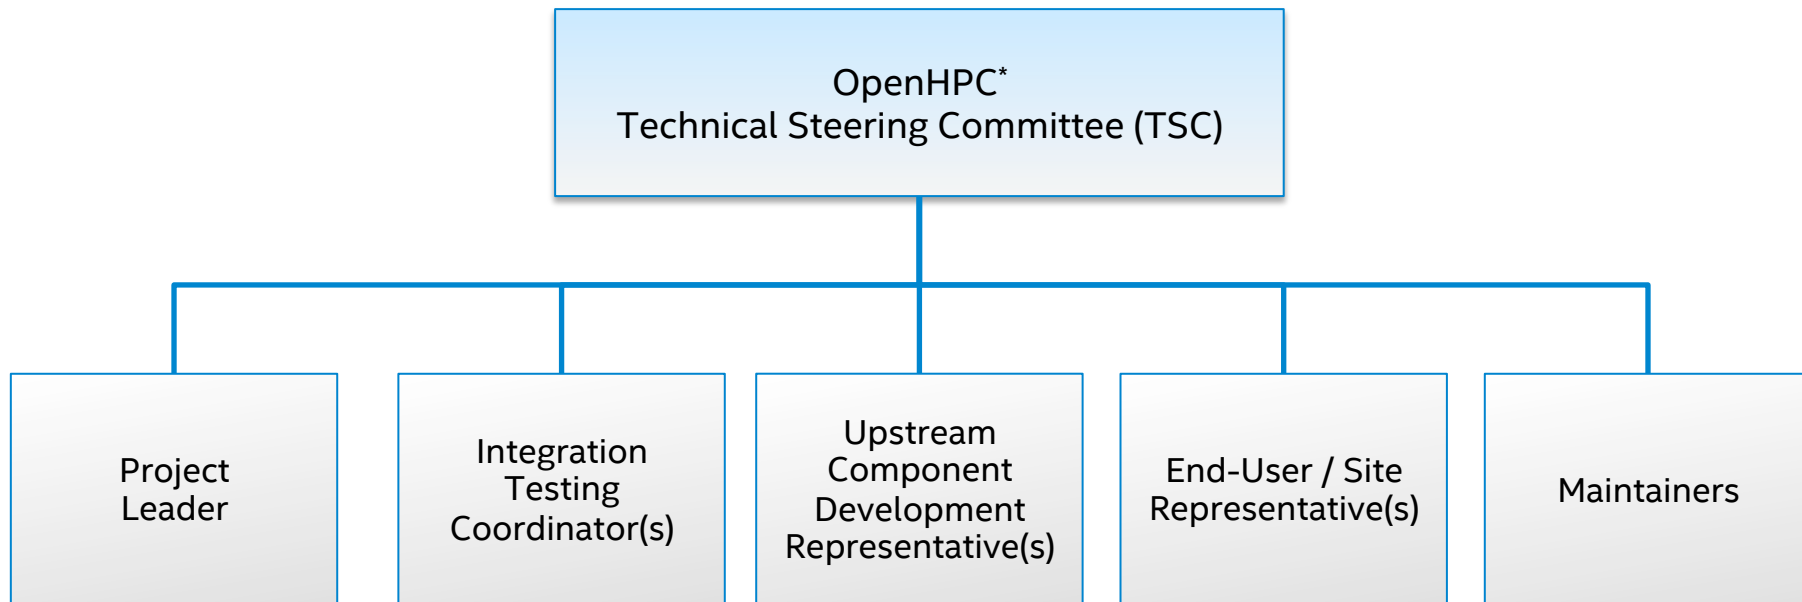 OpenHPC*
Technical Steering Committee (TSC)
Project
Leader
Integration
Testing
Coordinator(s)
Upstream
Component
Development
Representative(s)
End-User / Site
Representative(s)
Maintainers